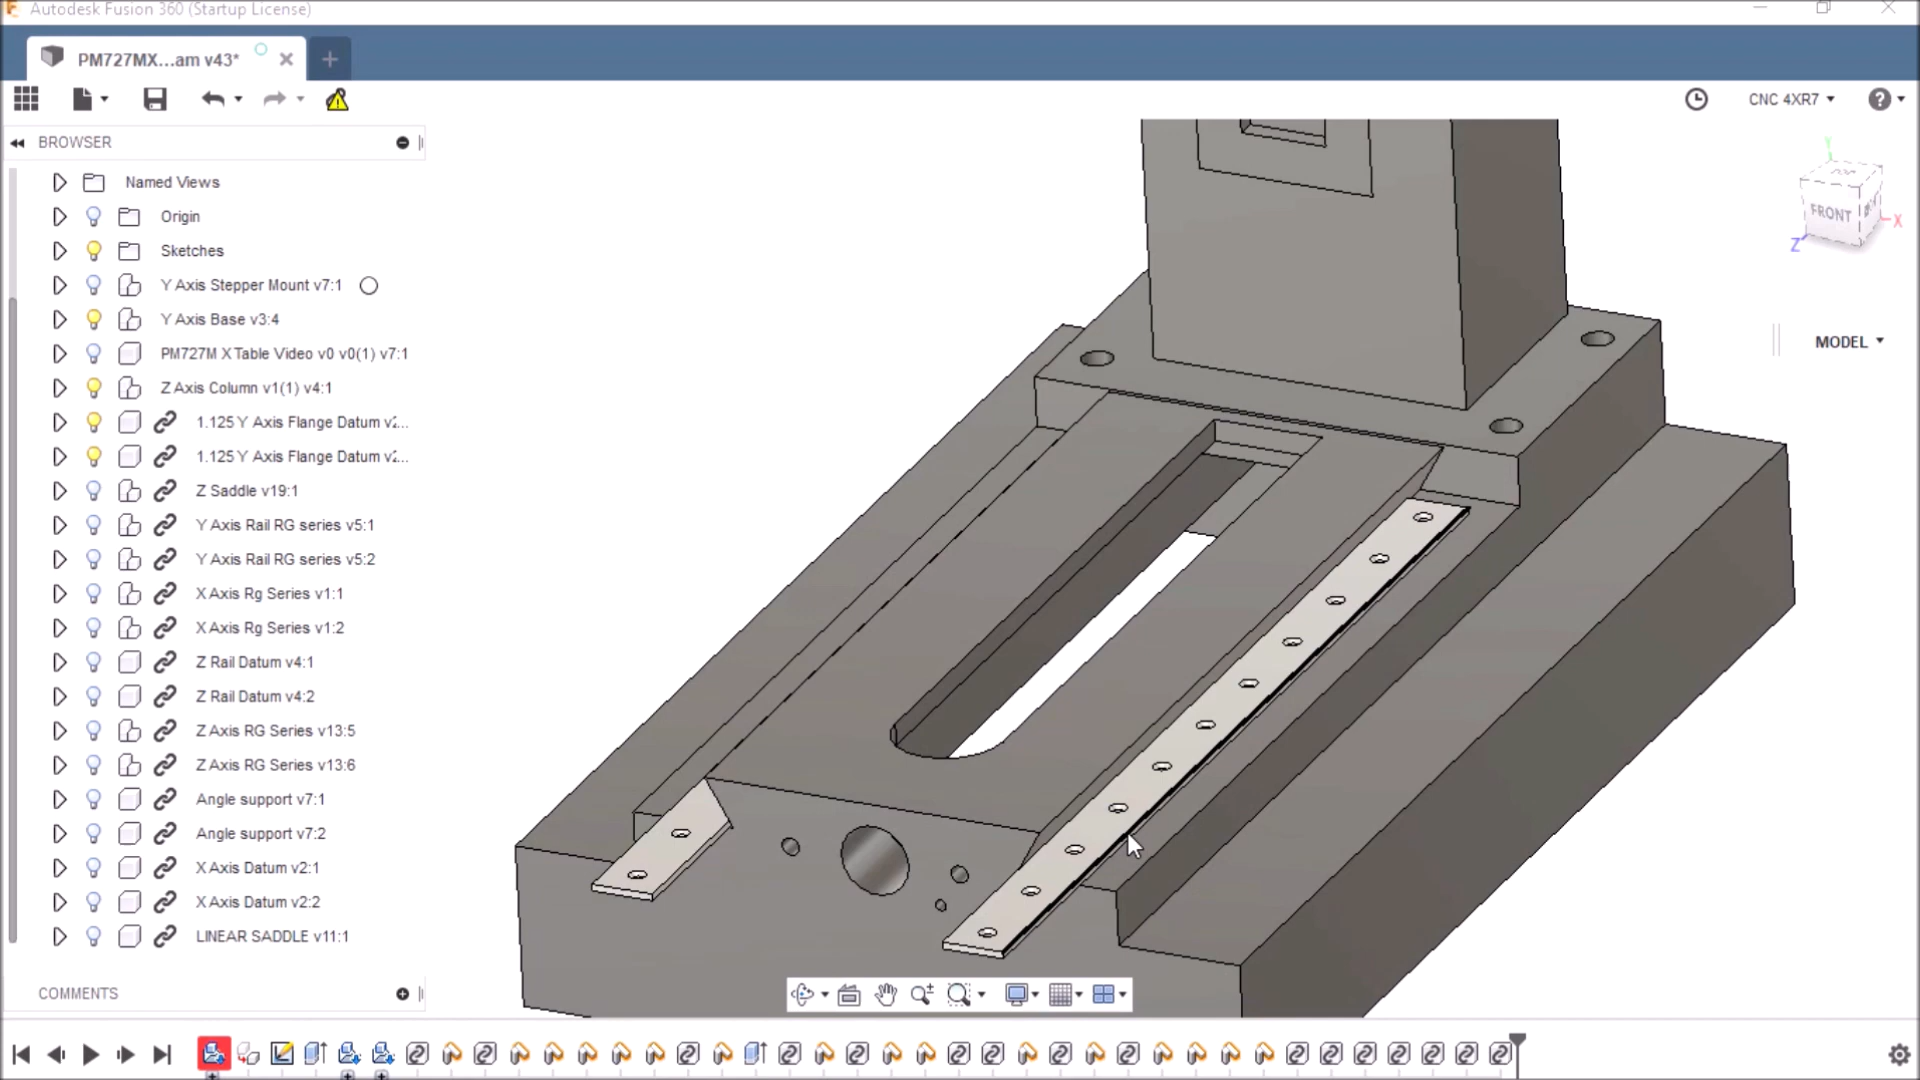 Autodesk Fusion 360 (Startup License)
PM727MX...am v43*
CNC 4XR7
BROWSER
Named Views
Origin
Sketches
Y Axis Stepper Mount v7:1
Y Axis Base v3:4
PM727M X Table Video v0 v0(1) v7:1
Z Axis Column v1(1) v4:1
1.125 Y Axis Flange Datum v2...
1.125 Y Axis Flange Datum v2...
Z Saddle v19:1
Y Axis Rail RG series v5:1
Y Axis Rail RG series v5:2
X Axis Rg Series v1:1
X Axis Rg Series v1:2
Z Rail Datum v4:1
Z Rail Datum v4:2
Z Axis RG Series v13:5
Z Axis RG Series v13:6
Angle support v7:1
Angle support v7:2
X Axis Datum v2:1
X Axis Datum v2:2
LINEAR SADDLE v11:1
COMMENTS
FRONT
X
Z
MODEL